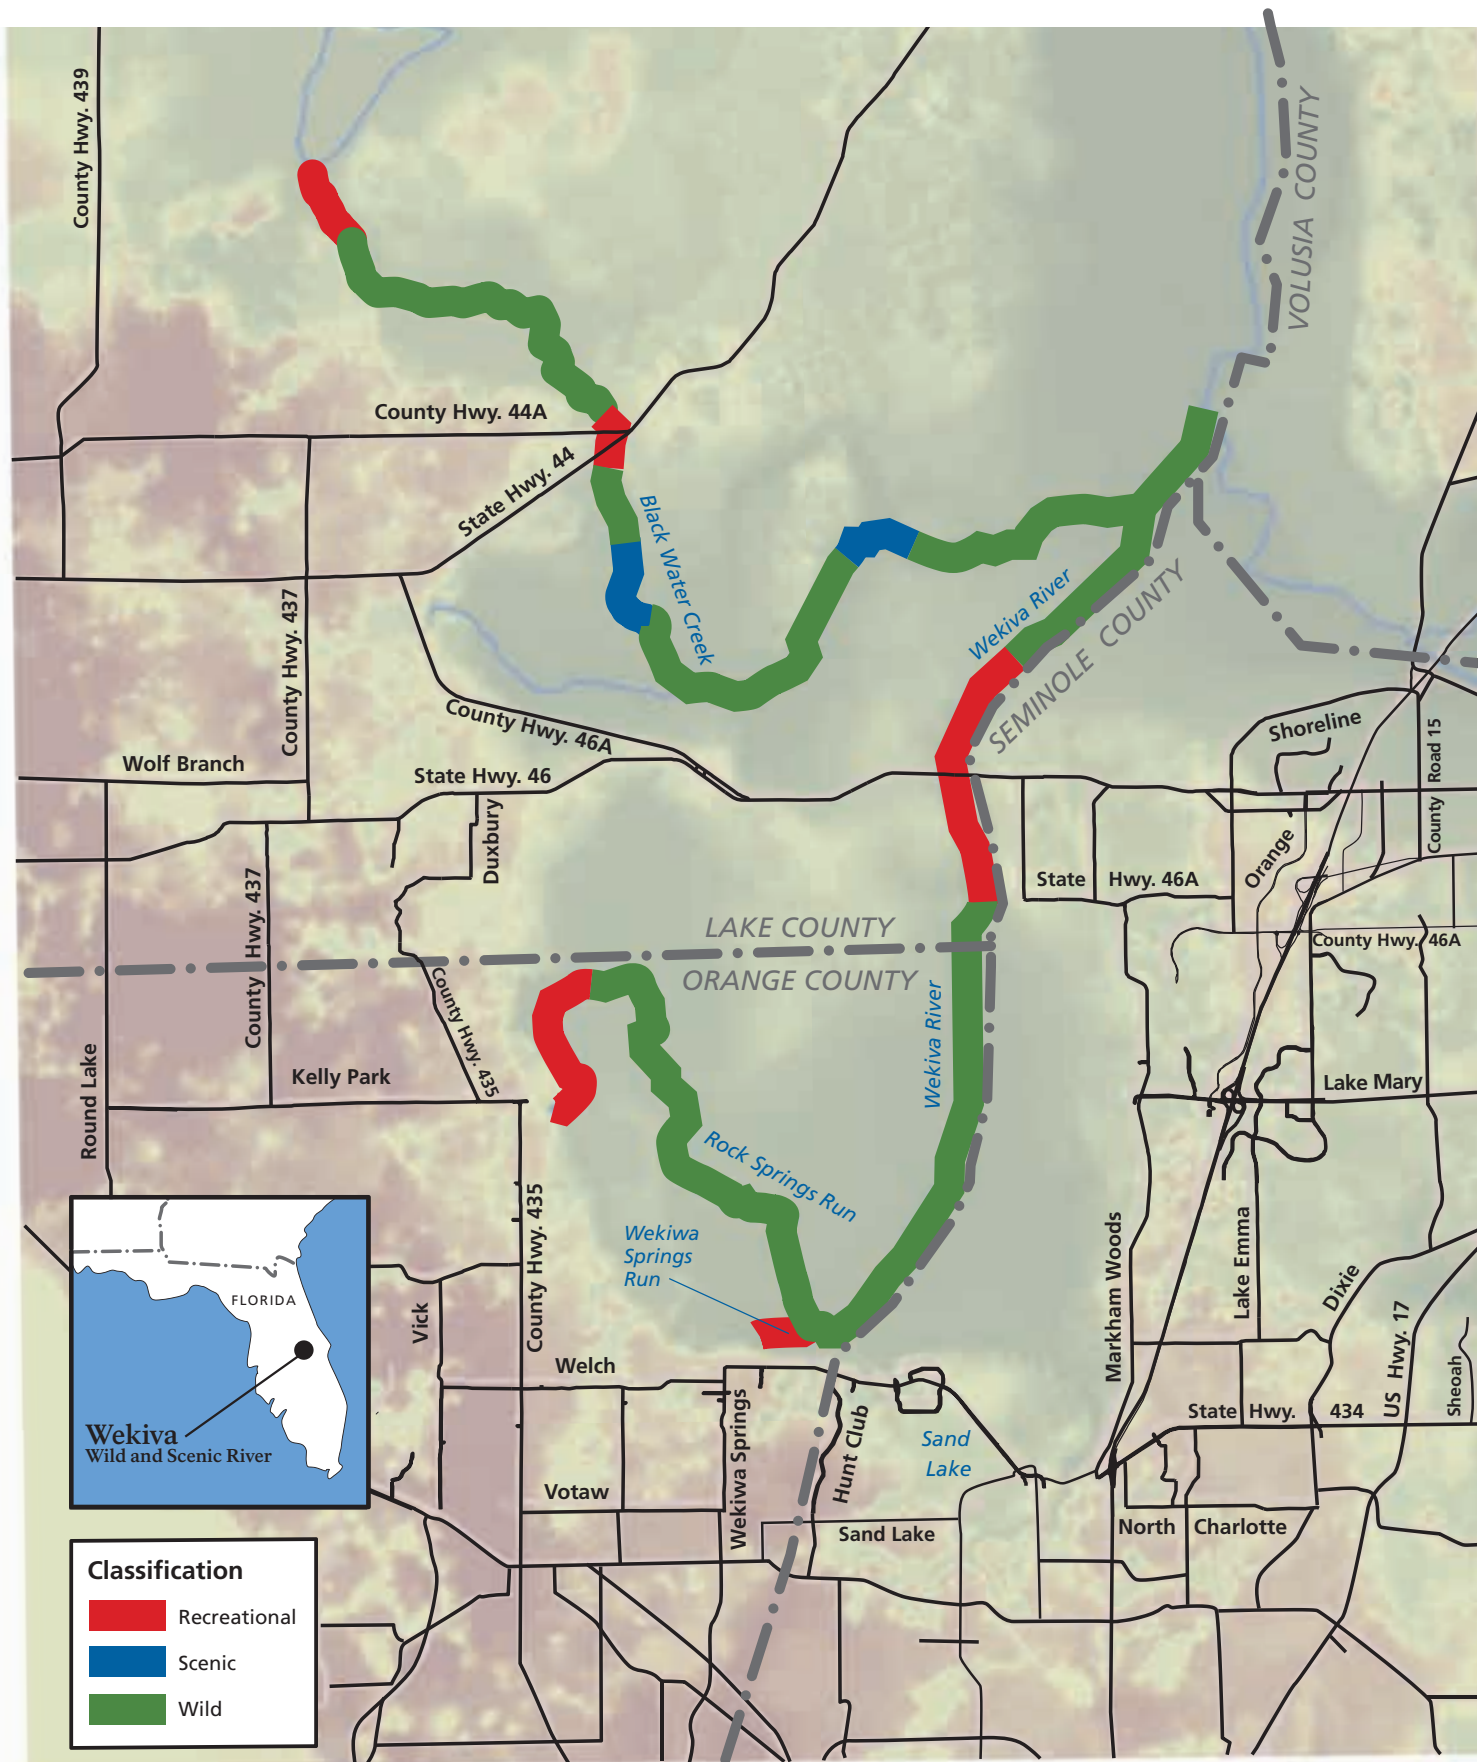 County Hwy. 439
VOLUSIA COUNTY
County Hwy. 44A
State Hwy. 44
Black Water Creek
Wekiva River
SEMINOLE COUNTY
County Hwy. 437
County Hwy. 46A
Wolf Branch
State Hwy. 46
Duxbury
Shoreline
County Road 15
Orange
State Hwy. 46A
County Hwy. 46A
LAKE COUNTY
ORANGE COUNTY
County Hwy. 437
County Hwy. 435
Wekiva River
Round Lake
Kelly Park
Lake Mary
Rock Springs Run
Wekiwa
Springs
Run
County Hwy. 435
Markham Woods
Lake Emma
Dixie
US Hwy. 17
Sheoah
Vick
Welch
State Hwy. 434
Wekiwa Springs
Hunt Club
Sand
Lake
Votaw
Sand Lake
North Charlotte
FLORIDA
Wekiva
Wild and Scenic River
Classification
Recreational
Scenic
Wild